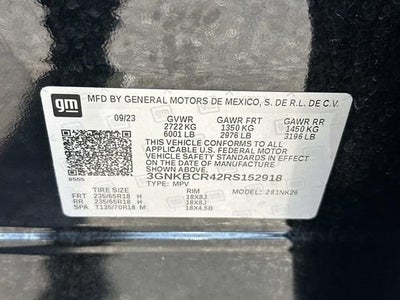 gm MFD BY GENERAL MOTORS DE MEXICO, S. DE R.L. DE C.V.
09/23 GVWR GAWR FRT GAWR RR
2722 KG 1350 KG 1450 KG
6001 LB 2976 LB 3196 LB
THIS VEHICLE CONFORMS TO ALL
APPLICABLE U.S. FEDERAL MOTOR
VEHICLE SAFETY AND THEFT PREVENTION
STANDARDS IN EFFECT ON THE DATE OF
MANUFACTURE SHOWN ABOVE.
3GNKBCR42RS152918
TYPE: MPV
TIRE SIZE RIM MODEL:
FRT 235/65R18 18X8J
RR 235/65R18 18X8J
SPA T135/70R18 M 18X4.5B